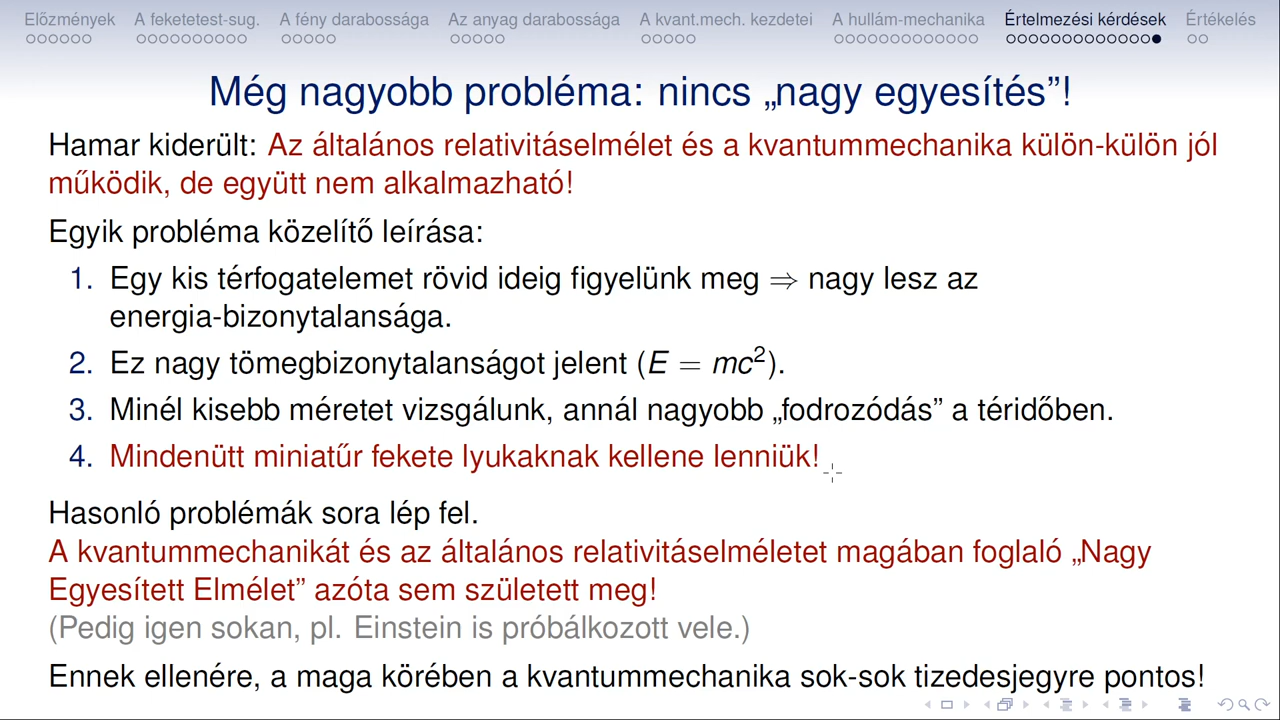 Előzmények A feketetest-sug. A fény darabossága Az anyag darabossága A kvant.mech. kezdetei A hullám-mechanika Értelmezési kérdések Értékelés
Még nagyobb probléma: nincs „nagy egyesítés”!
Hamar kiderült: Az általános relativitáselmélet és a kvantummechanika külön-külön jól
működik, de együtt nem alkalmazható!
Egyik probléma közelítő leírása:
1. Egy kis térfogatelemet rövid ideig figyelünk meg ⇒ nagy lesz az
energia-bizonytalansága.
2. Ez nagy tömegbizonytalanságot jelent (E = mc²).
3. Minél kisebb méretet vizsgálunk, annál nagyobb „fodrozódás” a téridőben.
4. Mindenütt miniatűr fekete lyukaknak kellene lenniük!
Hasonló problémák sora lép fel.
A kvantummechanikát és az általános relativitáselméletet magában foglaló „Nagy
Egyesített Elmélet” azóta sem született meg!
(Pedig igen sokan, pl. Einstein is próbálkozott vele.)
Ennek ellenére, a maga körében a kvantummechanika sok-sok tizedesjegyre pontos!